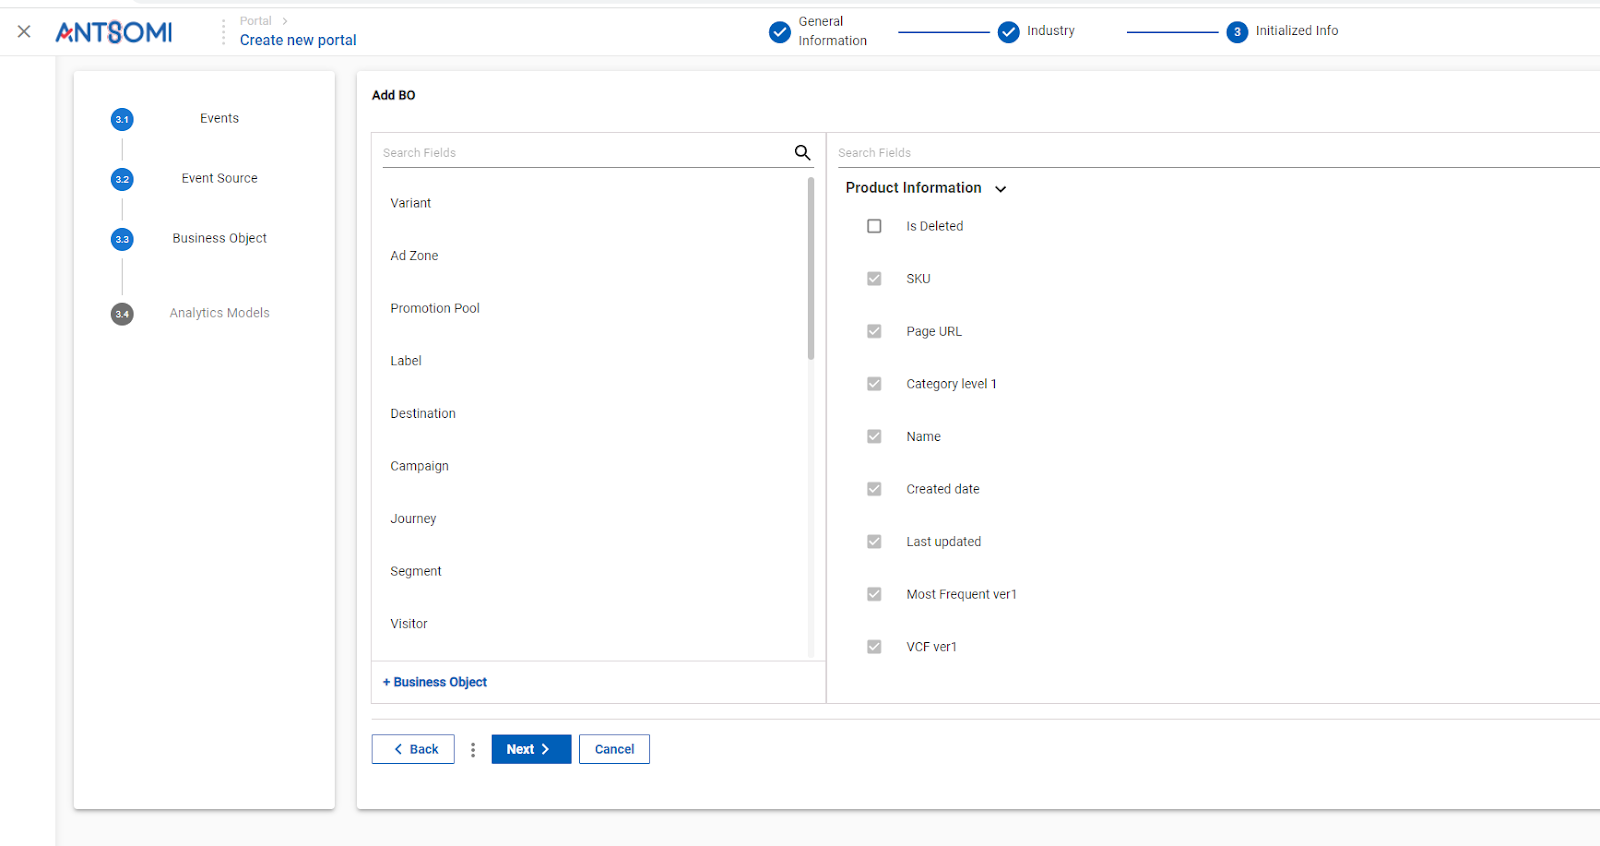 ANTSOMI
Portal
Create new portal
General
Information
Industry
3
Initialized Info
3.1
Events
3.2
Event Source
3.3
Business Object
3.4
Analytics Models
Add BO
Search Fields
Variant
Ad Zone
Promotion Pool
Label
Destination
Campaign
Journey
Segment
Visitor
+ Business Object
Search Fields
Product Information
Is Deleted
SKU
Page URL
Category level 1
Name
Created date
Last updated
Most Frequent ver1
VCF ver1
Back
Next
Cancel